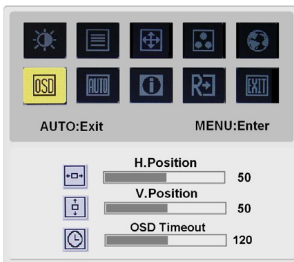 OSD AUTO EXIT
AUTO:Exit MENU:Enter
H.Position
50
V.Position
50
OSD Timeout
120